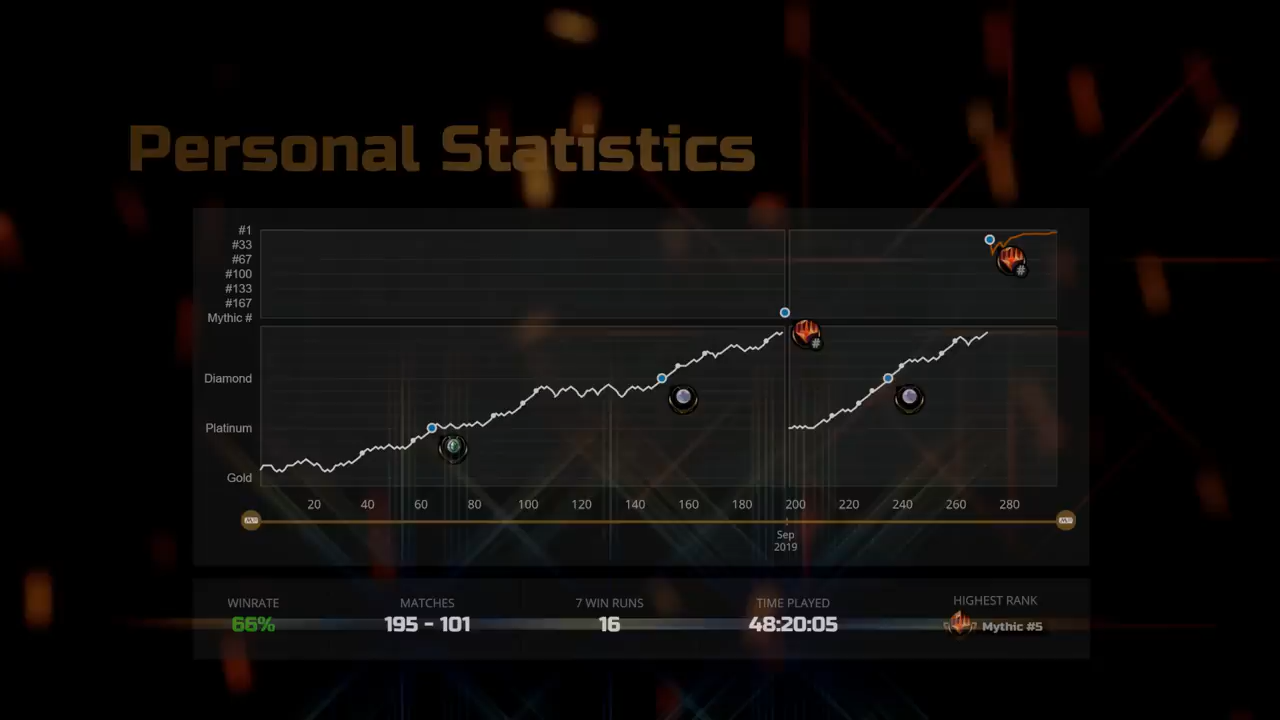 Personal Statistics
#1
#33
#67
#100
#133
#167
Mythic #
Diamond
Platinum
Gold
20 40 60 80 100 120 140 160 180 200 220 240 260 280
Sep
2019
WINRATE MATCHES 7 WIN RUNS TIME PLAYED HIGHEST RANK
66% 195 - 101 16 48:20:05 Mythic #5